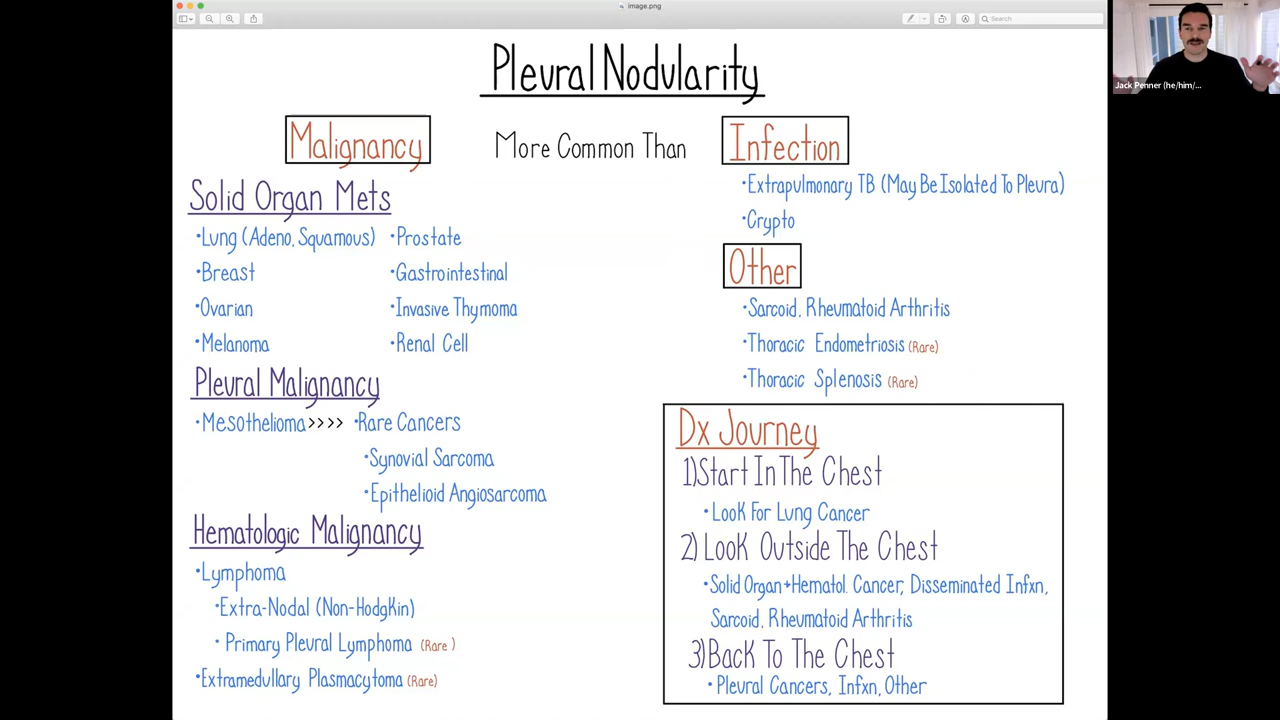 image.png
Search
Jack Penner (he/him/...
Pleural Nodularity
Malignancy
More Common Than
Infection
Solid Organ Mets
•Lung (Adeno, Squamous)
•Breast
•Ovarian
•Melanoma
•Prostate
•Gastrointestinal
•Invasive Thymoma
•Renal Cell
Pleural Malignancy
•Mesothelioma>>>>
•Rare Cancers
•Synovial Sarcoma
•Epithelioid Angiosarcoma
Hematologic Malignancy
•Lymphoma
•Extra-Nodal (Non-Hodgkin)
•Primary Pleural Lymphoma (Rare )
•Extramedullary Plasmacytoma (Rare)
•Extrapulmonary TB (May Be Isolated To Pleura)
•Crypto
Other
•Sarcoid, Rheumatoid Arthritis
•Thoracic Endometriosis (Rare)
•Thoracic Splenosis (Rare)
Dx Journey
1)Start In The Chest
•Look For Lung Cancer
2) Look Outside The Chest
•Solid Organ+Hematol. Cancer, Disseminated Infxn,
Sarcoid, Rheumatoid Arthritis
3)Back To The Chest
•Pleural Cancers, Infxn, Other